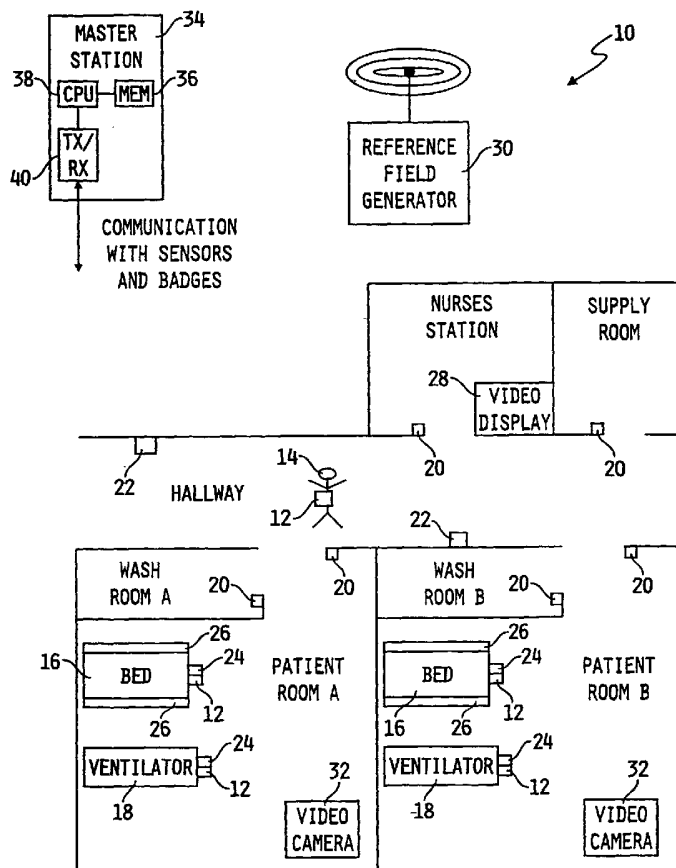 MASTER
STATION
34
10
38
CPU
MEM
36
TX/
RX
40
REFERENCE
FIELD
GENERATOR
30
COMMUNICATION
WITH SENSORS
AND BADGES
NURSES
STATION
SUPPLY
ROOM
28
VIDEO
DISPLAY
22
20
20
14
HALLWAY
12
22
WASH
ROOM A
20
20
WASH
ROOM B
20
20
26
16
BED
24
12
26
PATIENT
ROOM A
26
BED
24
16
26
12
PATIENT
ROOM B
VENTILATOR
24
12
18
32
VIDEO
CAMERA
VENTILATOR
24
12
18
32
VIDEO
CAMERA